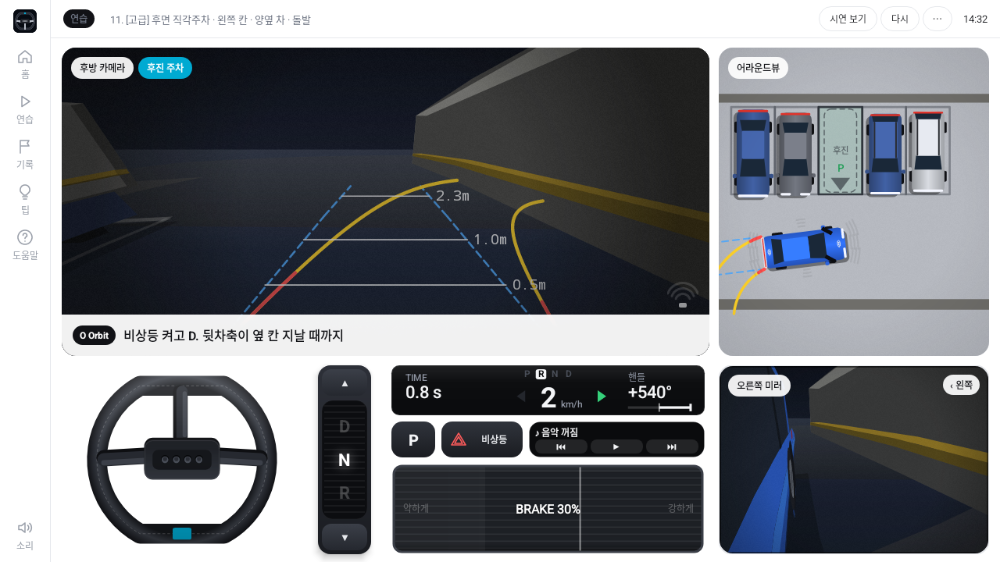 연습
11. [고급] 후면 직각주차 · 왼쪽 칸 · 양옆 차 · 돌발
시연 보기
다시
···
14:32
홈
연습
기록
팁
도움말
소리
후방 카메라
후진 주차
2.3m
1.0m
0.5m
O Orbit
비상등 켜고 D. 뒷차축이 옆 칸 지날 때까지
어라운드뷰
후진
P
D
N
R
TIME
0.8 s
P R N D
2 km/h
핸들
+540°
P
비상등
♪ 음악 꺼짐
약하게
BRAKE 30%
강하게
오른쪽 미러
‹ 왼쪽